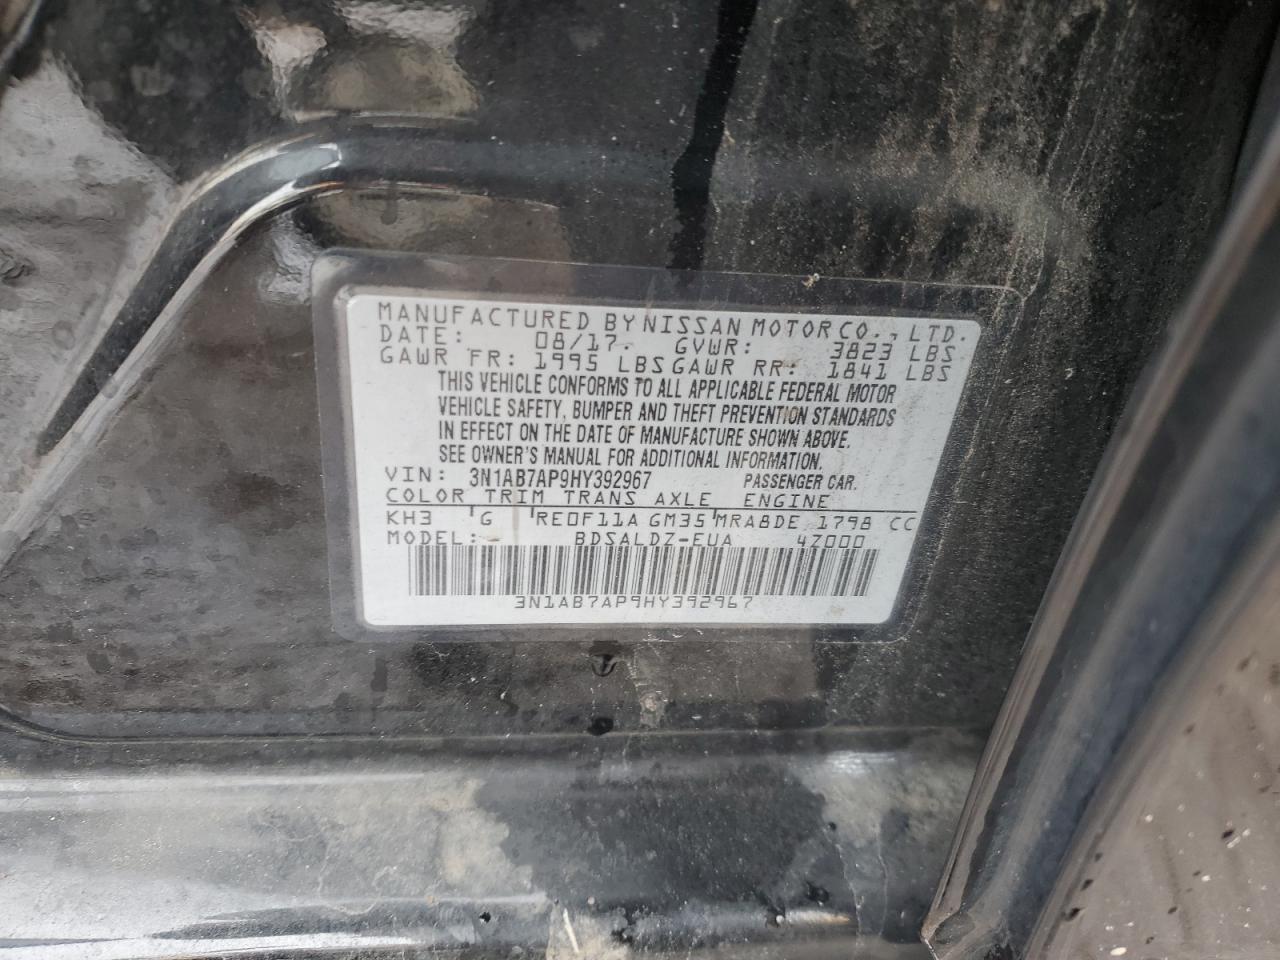 MANUFACTURED BY NISSAN MOTOR CO., LTD.
DATE: 08/17. GVWR: 3823 LBS
GAWR FR: 1995 LBS GAWR RR: 1841 LBS
THIS VEHICLE CONFORMS TO ALL APPLICABLE FEDERAL MOTOR
VEHICLE SAFETY, BUMPER AND THEFT PREVENTION STANDARDS
IN EFFECT ON THE DATE OF MANUFACTURE SHOWN ABOVE.
SEE OWNER'S MANUAL FOR ADDITIONAL INFORMATION.
VIN: 3N1AB7AP9HY392967 PASSENGER CAR.
COLOR TRIM TRANS AXLE ENGINE
KH3 G RE0F11A GM35 MRA8DE 1798 CC
MODEL: BDSALDZ-EUA 4Z000
3N1AB7AP9HY392967